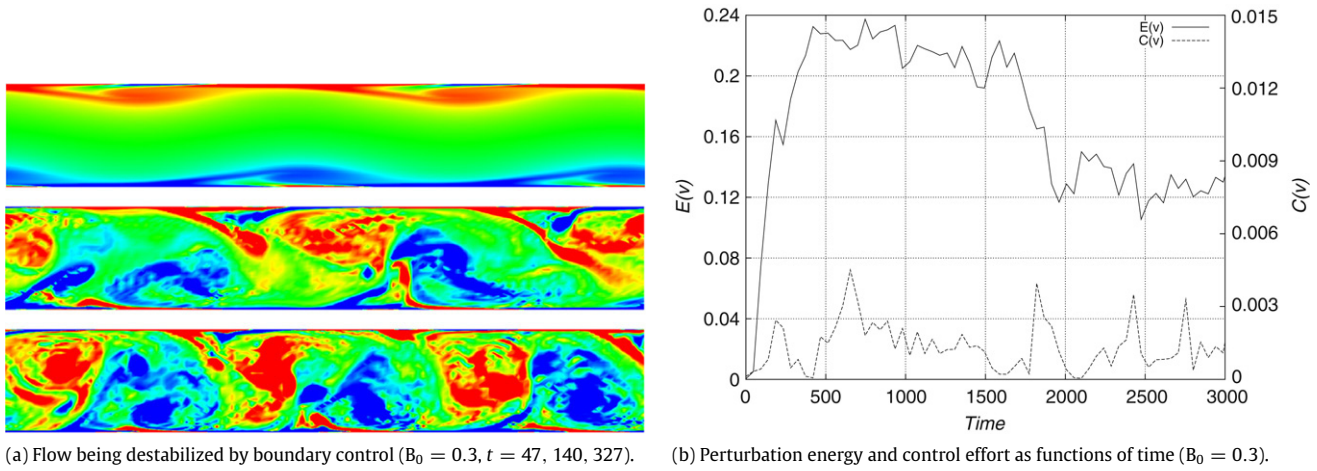 0.24
0.2
0.16
0.12
0.08
0.04
0
E(v)
0.015
0.012
0.009
0.006
0.003
0
C(v)
E(v)
C(v)
0 500 1000 1500 2000 2500 3000
Time
(a) Flow being destabilized by boundary control (B₀ = 0.3, t = 47, 140, 327).
(b) Perturbation energy and control effort as functions of time (B₀ = 0.3).